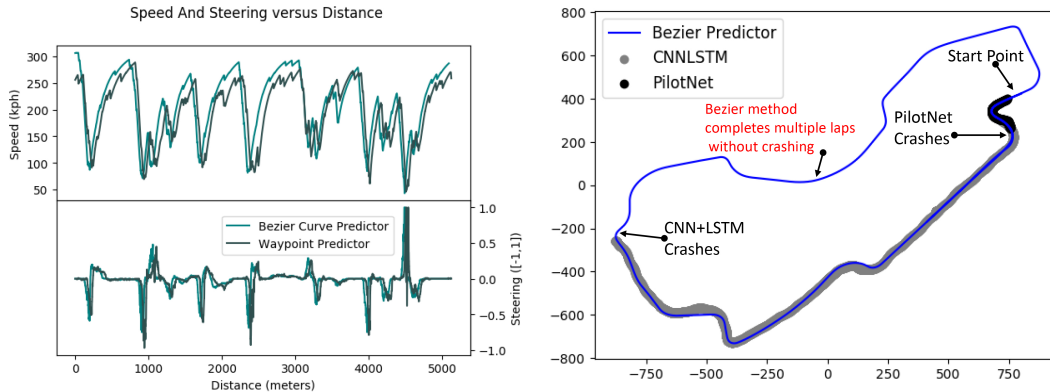 Speed And Steering versus Distance
300
250
200
150
100
50
Speed (kph)
Bezier Curve Predictor
Waypoint Predictor
1.0
0.5
0.0
−0.5
−1.0
Steering ([-1,1])
0
1000
2000
3000
4000
5000
Distance (meters)
800
600
400
200
0
−200
−400
−600
−800
Bezier Predictor
CNNLSTM
PilotNet
Start Point
Bezier method
completes multiple laps
without crashing
PilotNet
Crashes
CNN+LSTM
Crashes
−750
−500
−250
0
250
500
750